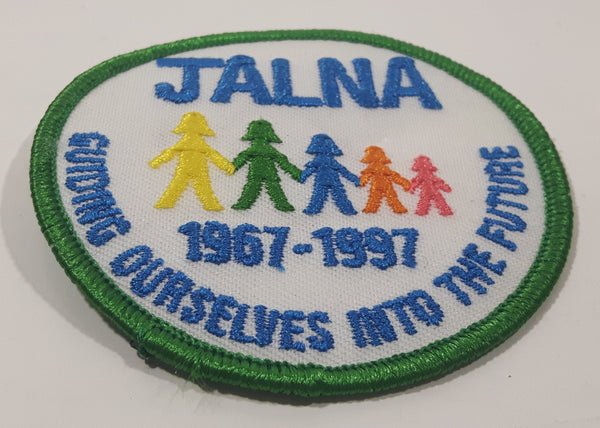 JALNA
1967-1997
GUIDING OURSELVES INTO THE FUTURE